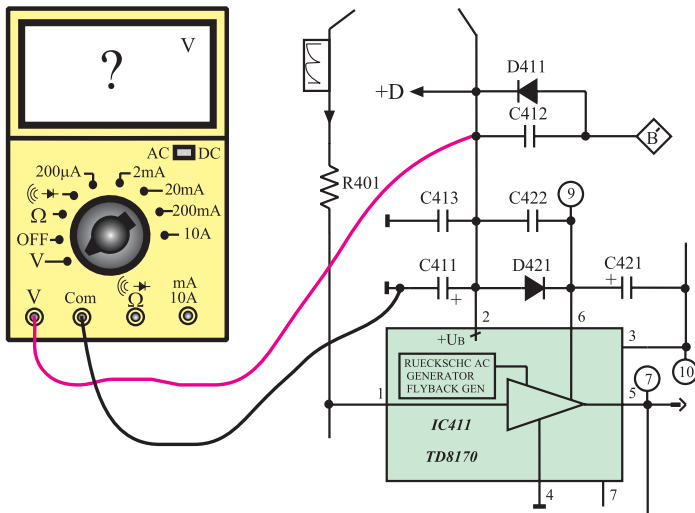 V
?
AC DC
200µA
2mA
20mA
200mA
10A
Ω
OFF
V
V
Com
Ω
mA
10A
+D
D411
C412
B'
R401
C413
C422
9
C411
+
D421
C421
+
2
6
+UB
3
RUECKSCHC AC
GENERATOR
FLYBACK GEN
10
7
1
5
IC411
TD8170
4
7